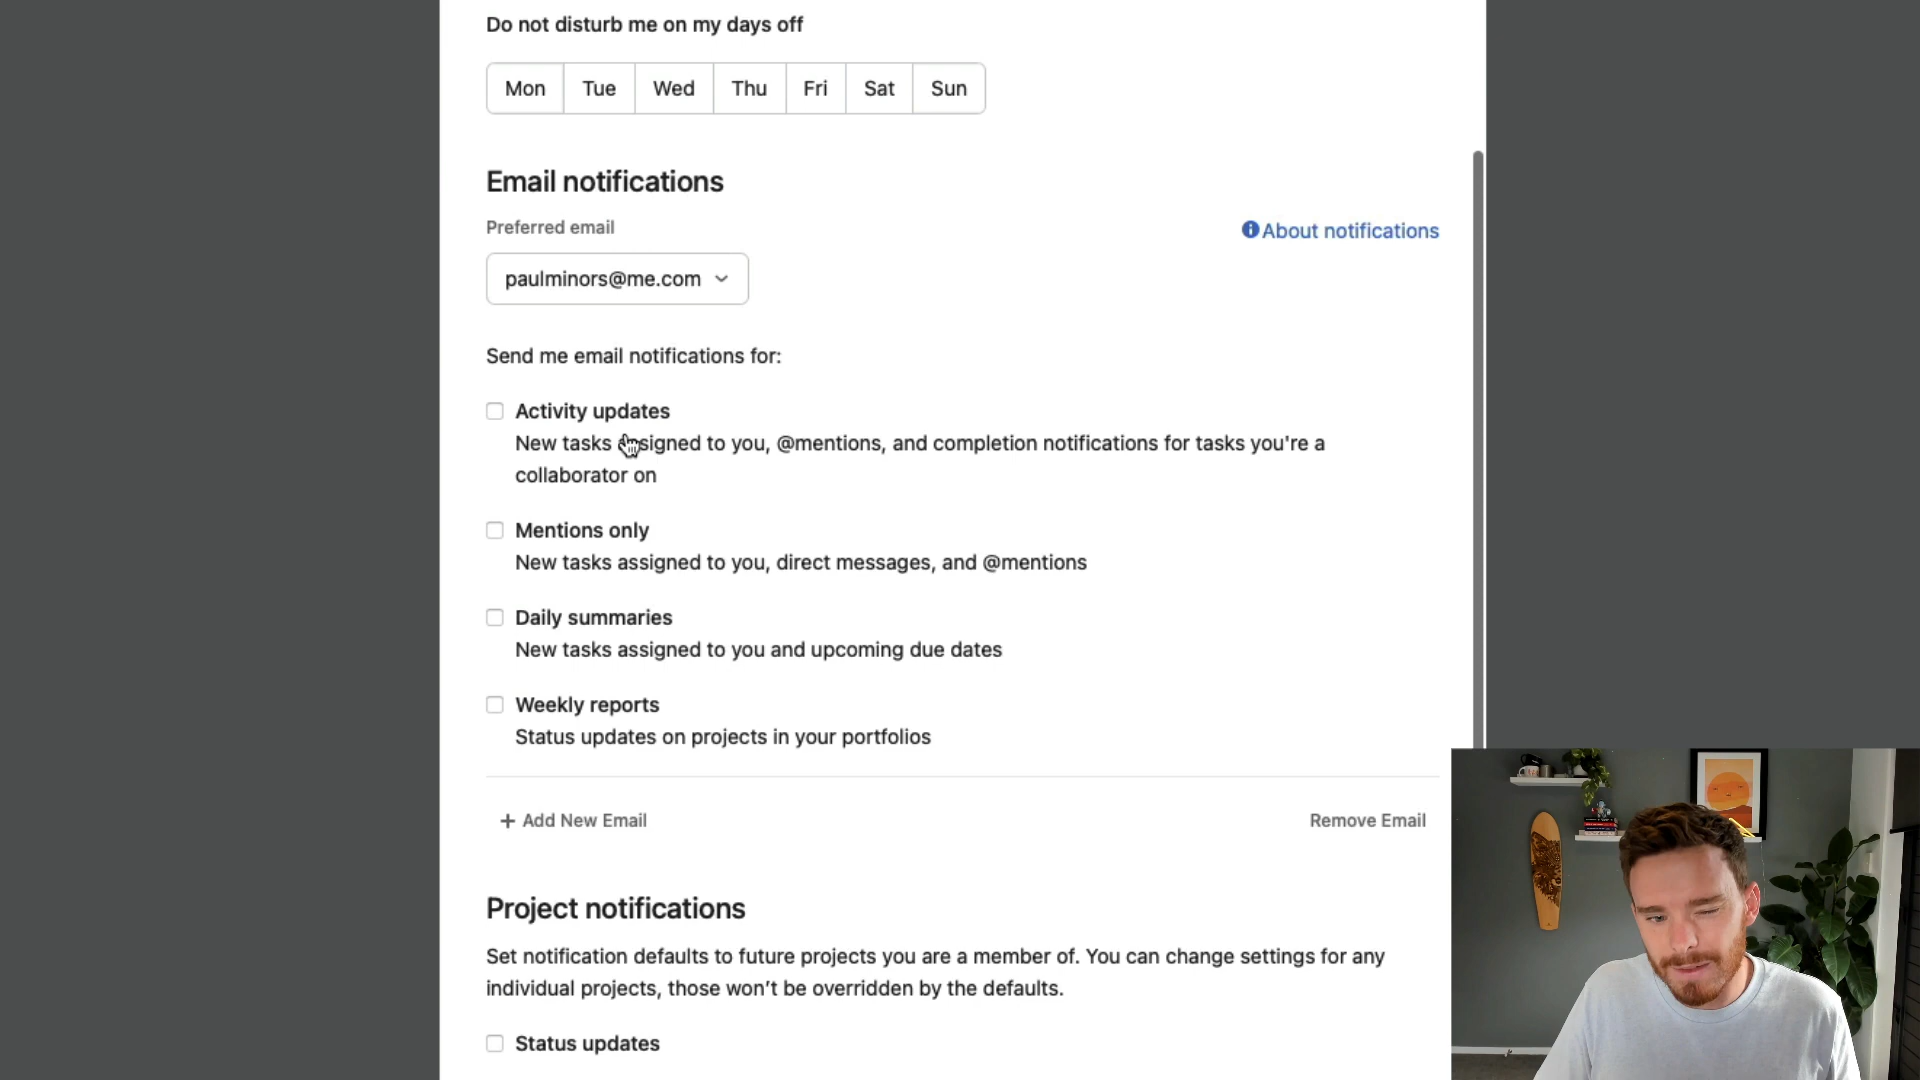 Do not disturb me on my days off
Mon Tue Wed Thu Fri Sat Sun
Email notifications
Preferred email
About notifications
paulminors@me.com
Send me email notifications for:
Activity updates
New tasks assigned to you, @mentions, and completion notifications for tasks you're a
collaborator on
Mentions only
New tasks assigned to you, direct messages, and @mentions
Daily summaries
New tasks assigned to you and upcoming due dates
Weekly reports
Status updates on projects in your portfolios
+ Add New Email
Remove Email
Project notifications
Set notification defaults to future projects you are a member of. You can change settings for any
individual projects, those won’t be overridden by the defaults.
Status updates